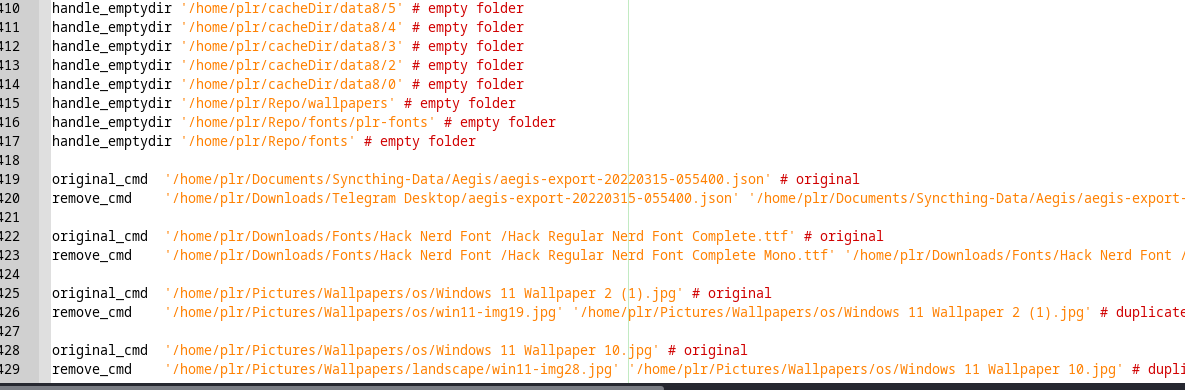 410 handle_emptydir '/home/plr/cacheDir/data8/5' # empty folder
411 handle_emptydir '/home/plr/cacheDir/data8/4' # empty folder
412 handle_emptydir '/home/plr/cacheDir/data8/3' # empty folder
413 handle_emptydir '/home/plr/cacheDir/data8/2' # empty folder
414 handle_emptydir '/home/plr/cacheDir/data8/0' # empty folder
415 handle_emptydir '/home/plr/Repo/wallpapers' # empty folder
416 handle_emptydir '/home/plr/Repo/fonts/plr-fonts' # empty folder
417 handle_emptydir '/home/plr/Repo/fonts' # empty folder
418
419 original_cmd  '/home/plr/Documents/Syncthing-Data/Aegis/aegis-export-20220315-055400.json' # original
420 remove_cmd    '/home/plr/Downloads/Telegram Desktop/aegis-export-20220315-055400.json' '/home/plr/Documents/Syncthing-Data/Aegis/aegis-export-
421
422 original_cmd  '/home/plr/Downloads/Fonts/Hack Nerd Font /Hack Regular Nerd Font Complete.ttf' # original
423 remove_cmd    '/home/plr/Downloads/Fonts/Hack Nerd Font /Hack Regular Nerd Font Complete Mono.ttf' '/home/plr/Downloads/Fonts/Hack Nerd Font /
424
425 original_cmd  '/home/plr/Pictures/Wallpapers/os/Windows 11 Wallpaper 2 (1).jpg' # original
426 remove_cmd    '/home/plr/Pictures/Wallpapers/os/win11-img19.jpg' '/home/plr/Pictures/Wallpapers/os/Windows 11 Wallpaper 2 (1).jpg' # duplicate
427
428 original_cmd  '/home/plr/Pictures/Wallpapers/os/Windows 11 Wallpaper 10.jpg' # original
429 remove_cmd    '/home/plr/Pictures/Wallpapers/landscape/win11-img28.jpg' '/home/plr/Pictures/Wallpapers/os/Windows 11 Wallpaper 10.jpg' # dupli